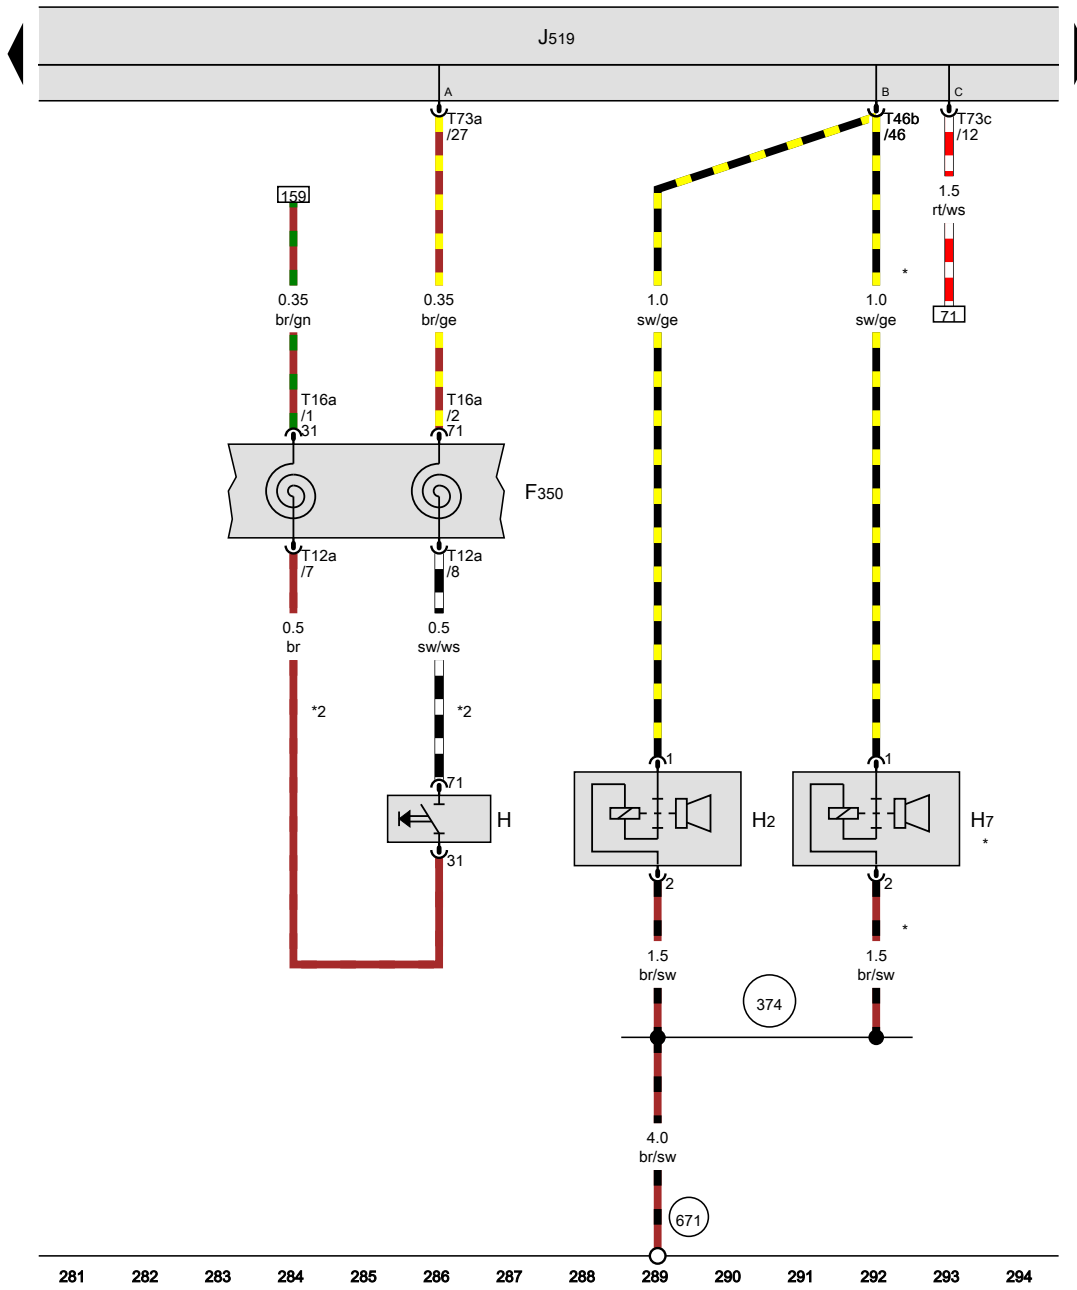 J519
A
B
C
T73a
/27
T46b
/46
T73c
/12
159
1.5
rt/ws
*
0.35
br/gn
0.35
br/ge
1.0
sw/ge
1.0
sw/ge
71
T16a
/1
31
T16a
/2
71
F350
T12a
/7
T12a
/8
0.5
br
0.5
sw/ws
*2
*2
71
1
1
H
H2
H7
*
31
2
2
*
1.5
br/sw
1.5
br/sw
374
4.0
br/sw
671
281 282 283 284 285 286 287 288 289 290 291 292 293 294